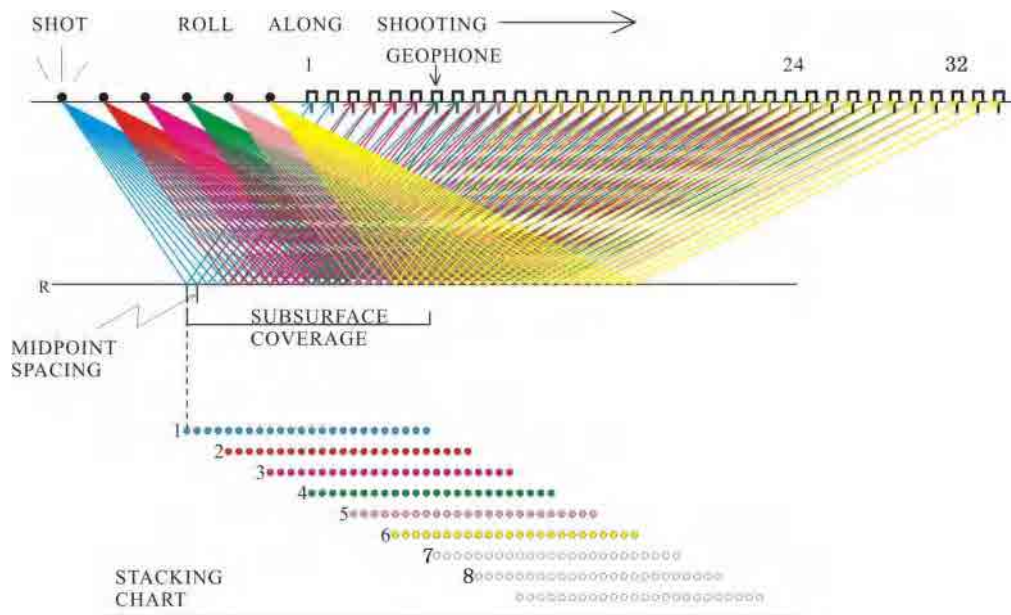 SHOT ROLL ALONG SHOOTING
GEOPHONE
1 24 32
R
SUBSURFACE
COVERAGE
MIDPOINT
SPACING
1
2
3
4
5
6
7
8
STACKING
CHART